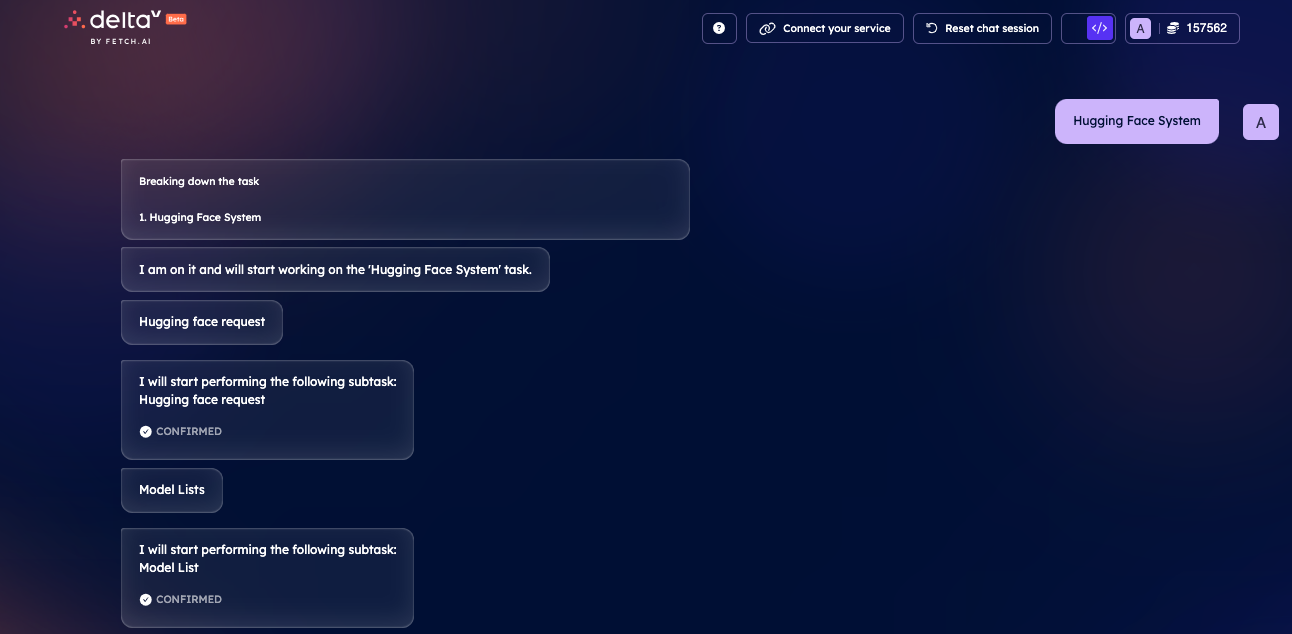 deltaV Beta
BY FETCH.AI
?
Connect your service
Reset chat session
</>
A | 157562
Hugging Face System
A
Breaking down the task
1. Hugging Face System
I am on it and will start working on the 'Hugging Face System' task.
Hugging face request
I will start performing the following subtask:
Hugging face request
CONFIRMED
Model Lists
I will start performing the following subtask:
Model List
CONFIRMED